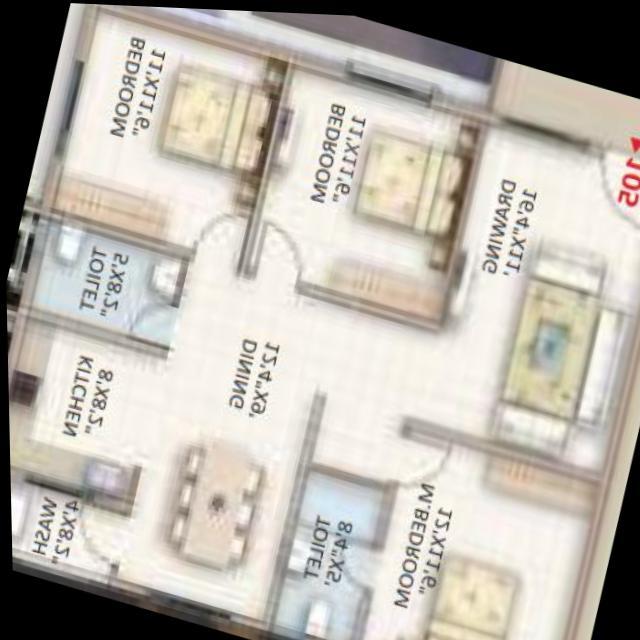 BEDROOM
11'X11'6"
BEDROOM
11'X11'6"
DRAWING
16'4"X11'
105
TOILET
5'X8'2"
KITCHEN
8'X8'2"
DINING
12'4"X9'
WASH
4'X8'2"
TOILET
8'4"X5'
M.BEDROOM
12'X11'6"